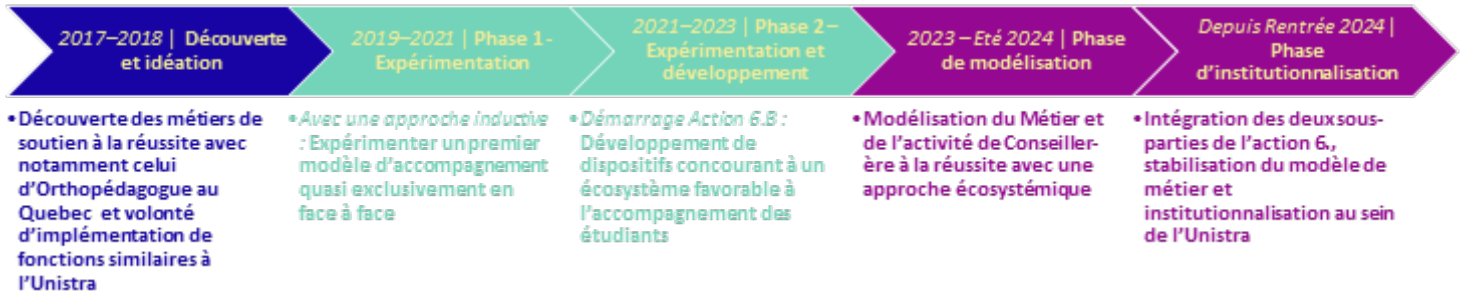 2017–2018 | Découverte
et idéation
2019–2021 | Phase 1-
Expérimentation
2021–2023 | Phase 2–
Expérimentation et
développement
2023 – Eté 2024 | Phase
de modélisation
Depuis Rentrée 2024 |
Phase
d'institutionnalisation
•Découverte des métiers de
soutien à la réussite avec
notamment celui
d'Orthopédagogue au
Quebec et volonté
d'implémentation de
fonctions similaires à
l'Unistra
•Avec une approche inductive
: Expérimenter un premier
modèle d'accompagnement
quasi exclusivement en
face à face
•Démarrage Action 6.B :
Développement de
dispositifs concourant à un
écosystème favorable à
l'accompagnement des
étudiants
•Modélisation du Métier et
de l'activité de Conseiller-
ère à la réussite avec une
approche écosystémique
•Intégration des deux sous-
parties de l'action 6.,
stabilisation du modèle de
métier et
institutionnalisation au sein
de l'Unistra